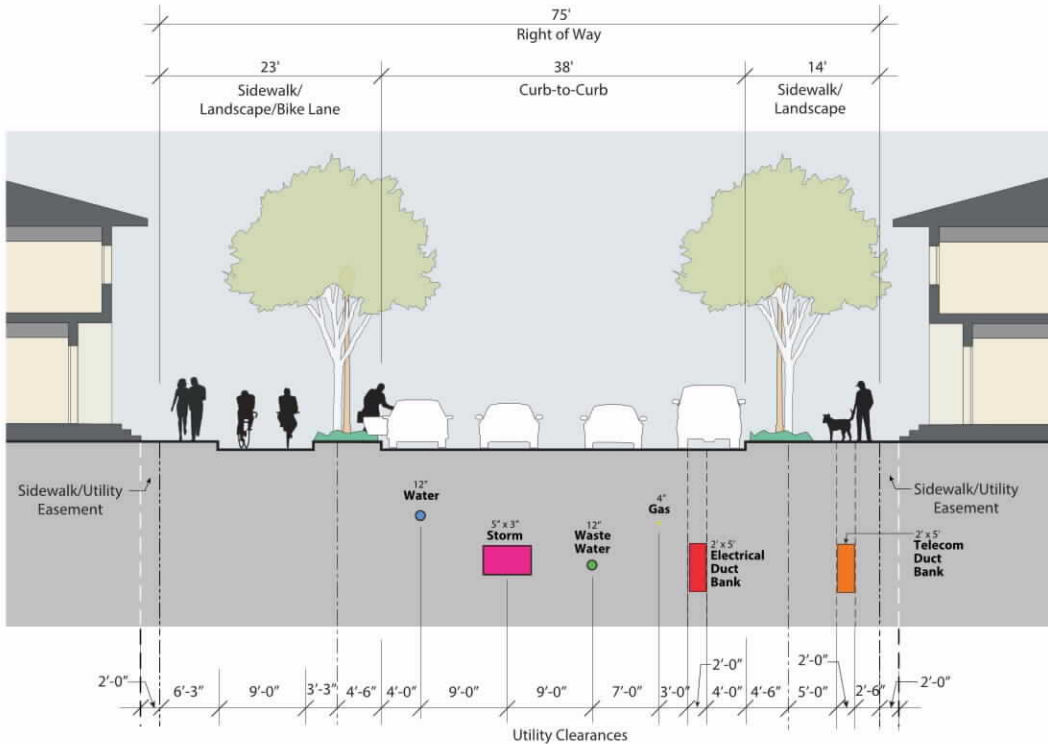 75'
Right of Way
23'
38'
14'
Sidewalk/
Landscape/Bike Lane
Curb-to-Curb
Sidewalk/
Landscape
Sidewalk/Utility
Easement
12"
Water
5" x 3"
Storm
12"
Waste
Water
4"
Gas
2' x 5'
Electrical
Duct
Bank
2' x 5'
Telecom
Duct
Bank
Sidewalk/Utility
Easement
2'-0"
6'-3"
9'-0"
3'-3"
4'-6"
4'-0"
9'-0"
9'-0"
7'-0"
3'-0"
2'-0"
4'-0"
4'-6"
5'-0"
2'-0"
2'-6"
2'-0"
Utility Clearances